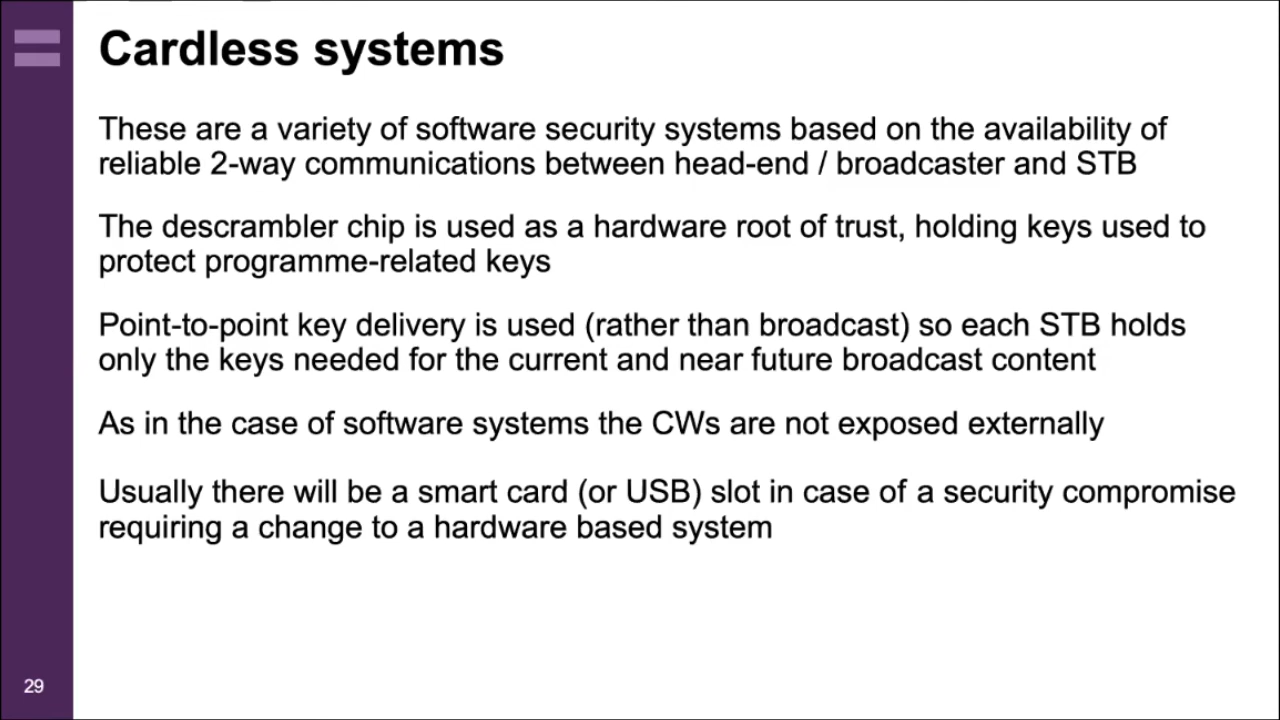 Cardless systems
These are a variety of software security systems based on the availability of
reliable 2-way communications between head-end / broadcaster and STB
The descrambler chip is used as a hardware root of trust, holding keys used to
protect programme-related keys
Point-to-point key delivery is used (rather than broadcast) so each STB holds
only the keys needed for the current and near future broadcast content
As in the case of software systems the CWs are not exposed externally
Usually there will be a smart card (or USB) slot in case of a security compromise
requiring a change to a hardware based system
29